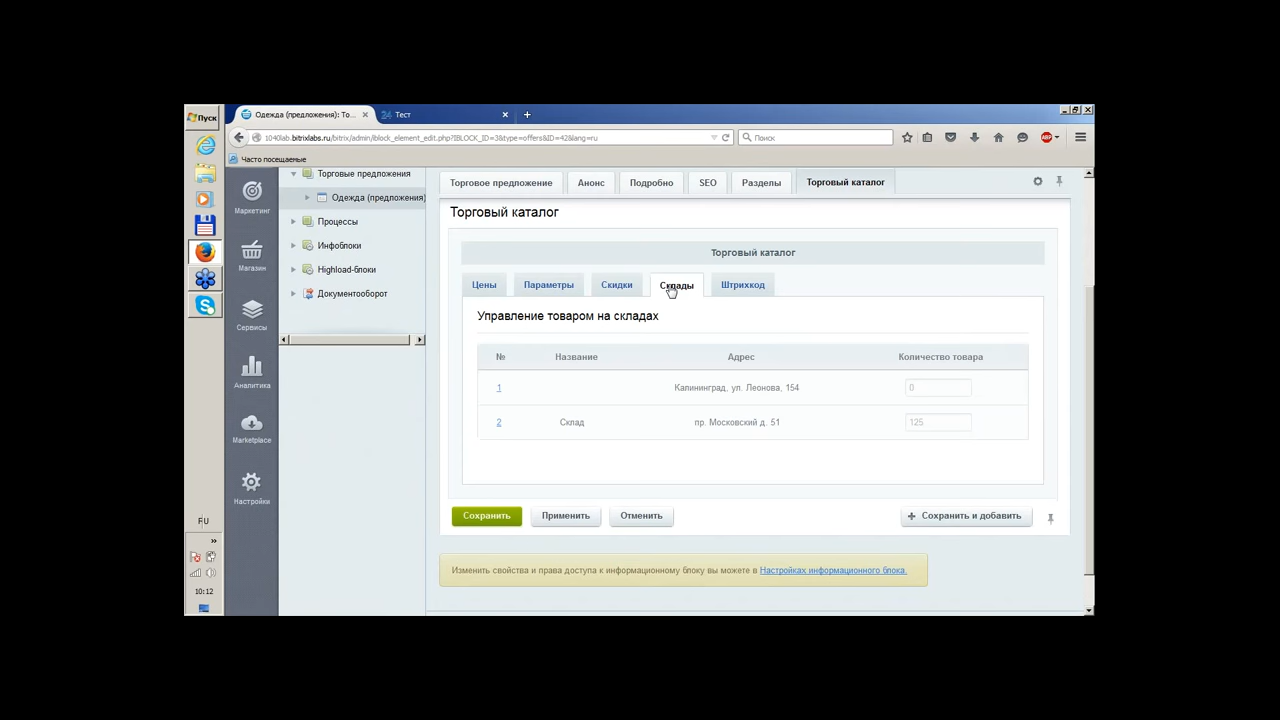 Пуск
Одежда (предложения): То...
24 Тест
1040lab.bitrixlabs.ru/bitrix/admin/iblock_element_edit.php?IBLOCK_ID=3&type=offers&ID=42&lang=ru
Поиск
ABP
Часто посещаемые
Маркетинг
Магазин
Сервисы
Аналитика
Marketplace
Настройки
Торговые предложения
Одежда (предложения)
Процессы
Инфоблоки
Highload-блоки
Документооборот
Торговое предложение Анонс Подробно SEO Разделы Торговый каталог
Торговый каталог
Торговый каталог
Цены Параметры Скидки Склады Штрихкод
Управление товаром на складах
№ Название Адрес Количество товара
1 Калининград, ул. Леонова, 154 0
2 Склад пр. Московский д. 51 125
Сохранить Применить Отменить + Сохранить и добавить
Изменить свойства и права доступа к информационному блоку вы можете в Настройках информационного блока.
RU
10:12